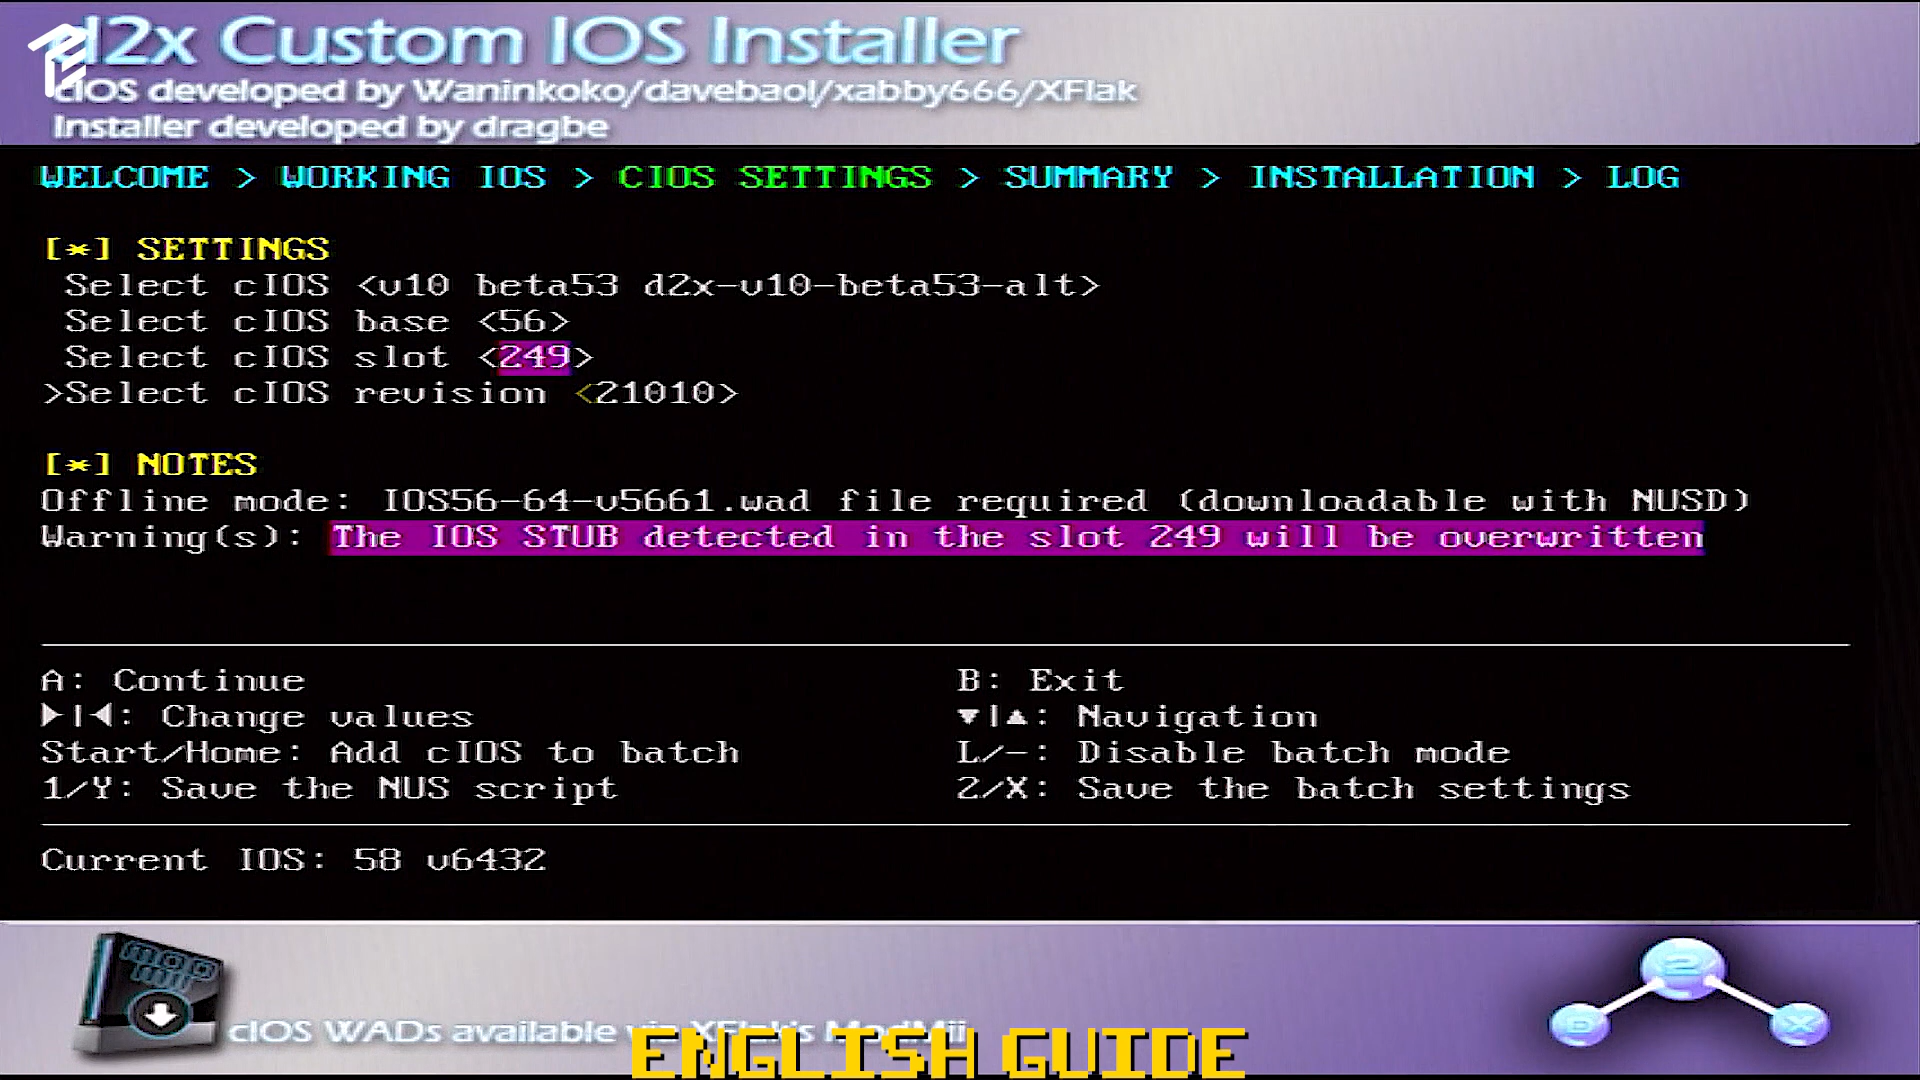 d2x Custom IOS Installer
cIOS developed by Waninkoko/davebaol/xabby666/XFlak
Installer developed by dragbe
WELCOME > WORKING IOS > CIOS SETTINGS > SUMMARY > INSTALLATION > LOG
[*] SETTINGS
Select cIOS <v10 beta53 d2x-v10-beta53-alt>
Select cIOS base <56>
Select cIOS slot <249>
>Select cIOS revision <21010>
[*] NOTES
Offline mode: IOS56-64-v5661.wad file required (downloadable with NUSD)
Warning(s): The IOS STUB detected in the slot 249 will be overwritten
A: Continue
B: Exit
►|◄: Change values
▼|▲: Navigation
Start/Home: Add cIOS to batch
L/-: Disable batch mode
1/Y: Save the NUS script
2/X: Save the batch settings
Current IOS: 58 v6432
cIOS WADs available via XFlak's ModMii
ENGLISH GUIDE
2
D
X